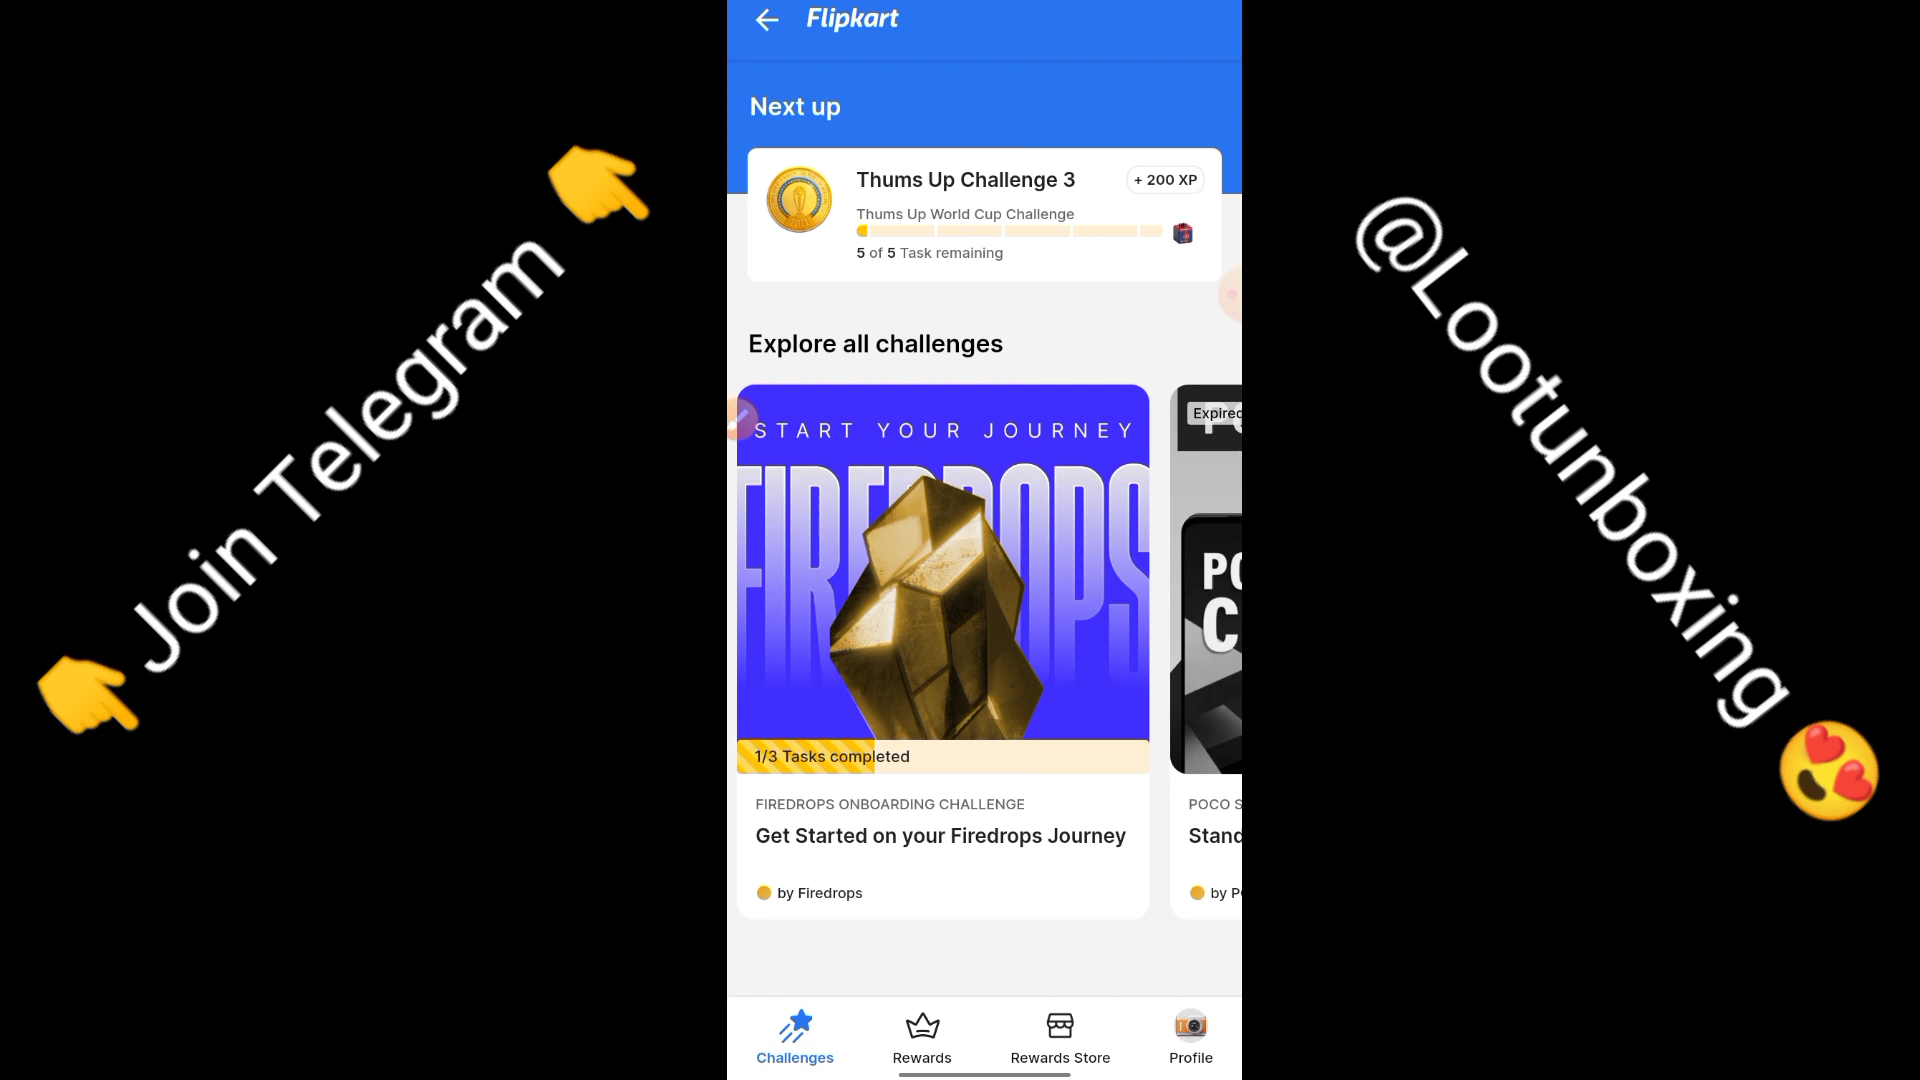 Flipkart
Next up
Thums Up Challenge 3
+ 200 XP
Thums Up World Cup Challenge
5 of 5 Task remaining
Explore all challenges
START YOUR JOURNEY
FIREDROPS
1/3 Tasks completed
FIREDROPS ONBOARDING CHALLENGE
Get Started on your Firedrops Journey
by Firedrops
Expired
by
Challenges
Rewards
Rewards Store
Profile
Join Telegram
@Lootunboxing